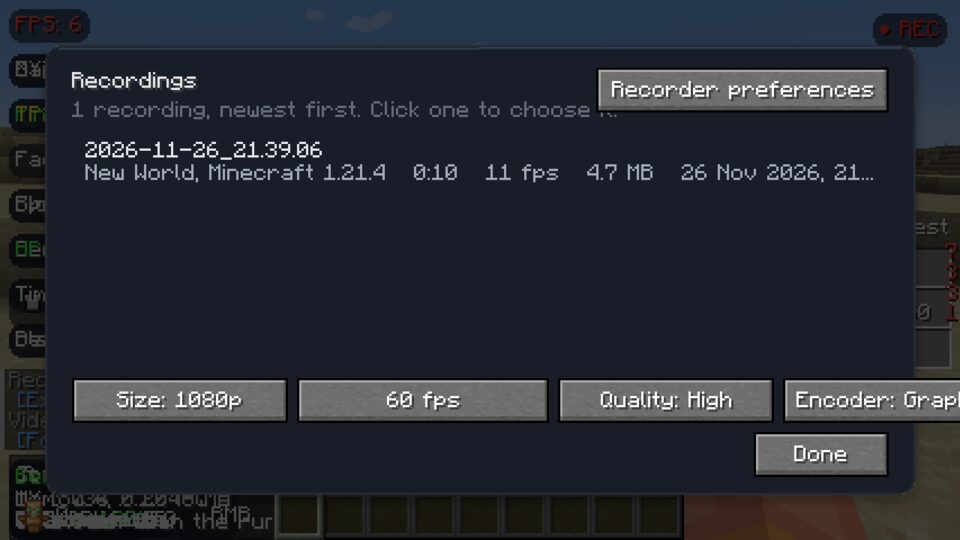 FPS: 6
REC
Recordings
Recorder preferences
1 recording, newest first. Click one to choose
2026-11-26_21.39.06
New World, Minecraft 1.21.4 0:10 11 fps 4.7 MB 26 Nov 2026, 21...
Size: 1080p
60 fps
Quality: High
Encoder: Grap
Done